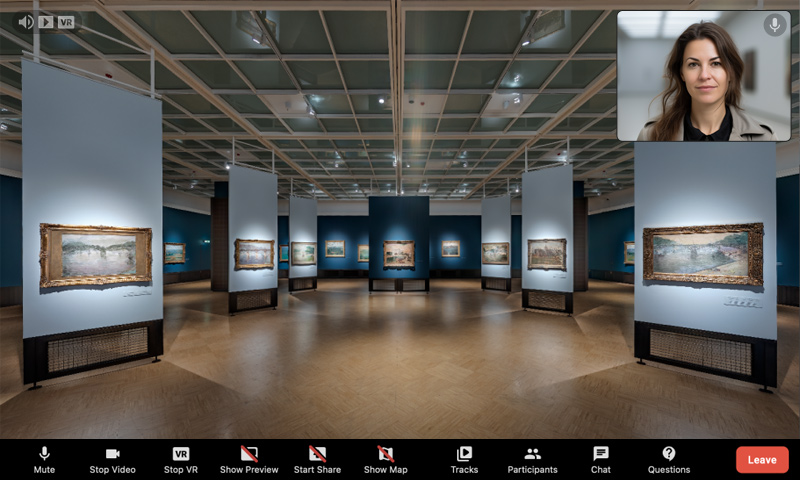 VR
Mute
Stop Video
VR
Stop VR
Show Preview
Start Share
Show Map
Tracks
Participants
Chat
Questions
Leave